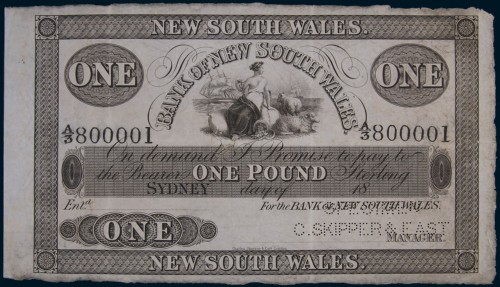 NEW SOUTH WALES.
ONE
BANK OF NEW SOUTH WALES.
ONE
A/3 800001
A/3 800001
On demand I Promise to pay to
the Bearer ONE POUND Sterling
SYDNEY day of 18
Entd. For the BANK OF NEW SOUTH WALES.
SPECIMEN
ONE
C. SKIPPER & EAST
MANAGER.
NEW SOUTH WALES.